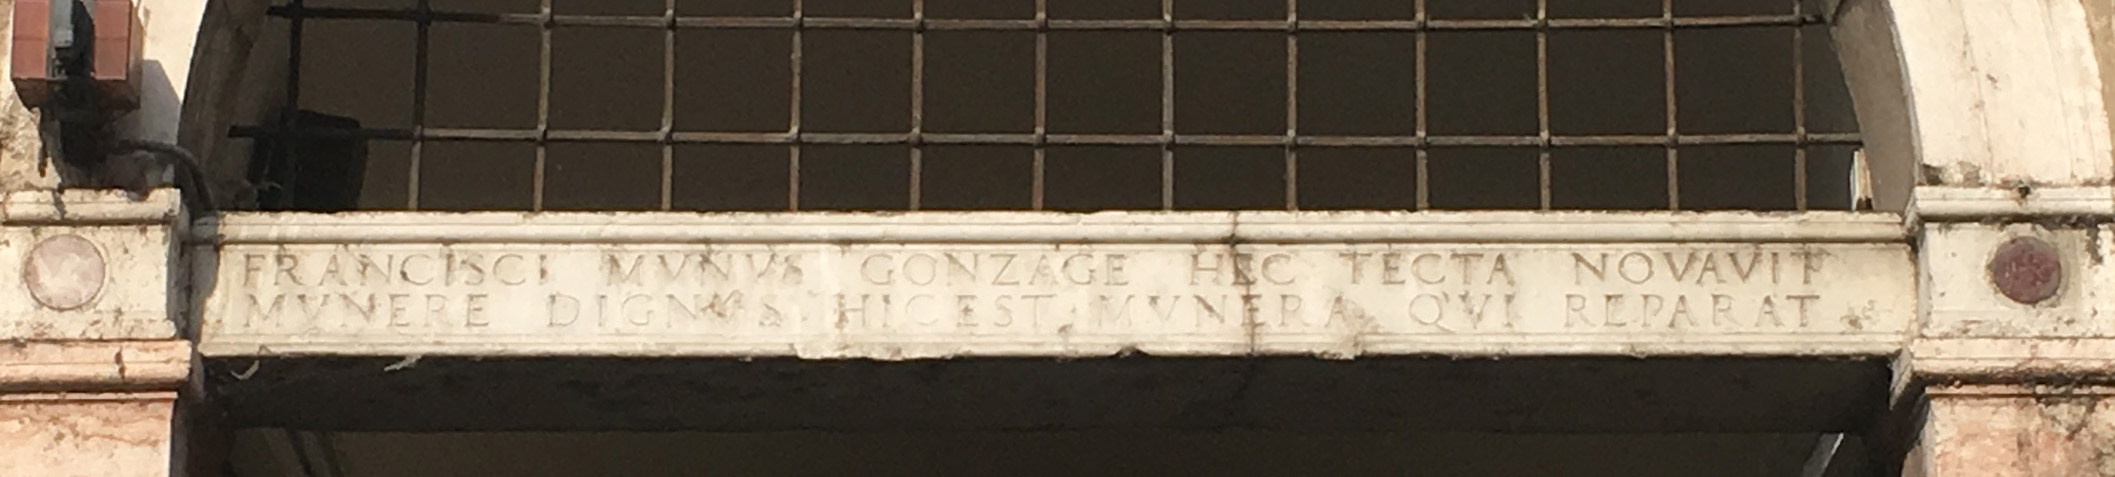 FRANCISCI MVNVS GONZAGE HEC TECTA NOVAVIT
MVNERE DIGNVS HIC EST MVNERA QVI REPARAT